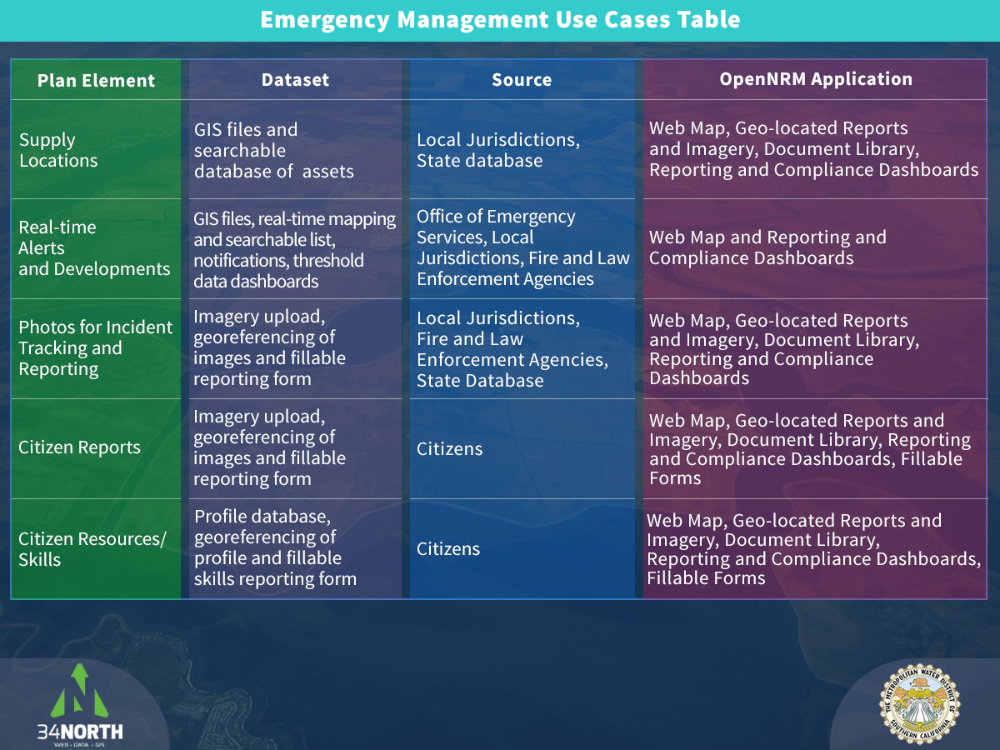 Emergency Management Use Cases Table
Plan Element
Dataset
Source
OpenNRM Application
Supply
Locations
GIS files and
searchable
database of  assets
Local Jurisdictions,
State database
Web Map, Geo-located Reports
and Imagery, Document Library,
Reporting and Compliance Dashboards
Real-time
Alerts
and Developments
GIS files, real-time mapping
and searchable list,
notifications, threshold
data dashboards
Office of Emergency
Services, Local
Jurisdictions, Fire and Law
Enforcement Agencies
Web Map and Reporting and
Compliance Dashboards
Photos for Incident
Tracking and
Reporting
Imagery upload,
georeferencing of
images and fillable
reporting form
Local Jurisdictions,
Fire and Law
Enforcement Agencies,
State Database
Web Map, Geo-located Reports
and Imagery, Document Library,
Reporting and Compliance
Dashboards
Citizen Reports
Imagery upload,
georeferencing of
images and fillable
reporting form
Citizens
Web Map, Geo-located Reports and
Imagery, Document Library, Reporting
and Compliance Dashboards, Fillable
Forms
Citizen Resources/
Skills
Profile database,
georeferencing of
profile and fillable
skills reporting form
Citizens
Web Map, Geo-located Reports and
Imagery, Document Library,
Reporting and Compliance Dashboards,
Fillable Forms
34NORTH
WEB • DATA • GIS
THE METROPOLITAN WATER DISTRICT OF
SOUTHERN CALIFORNIA